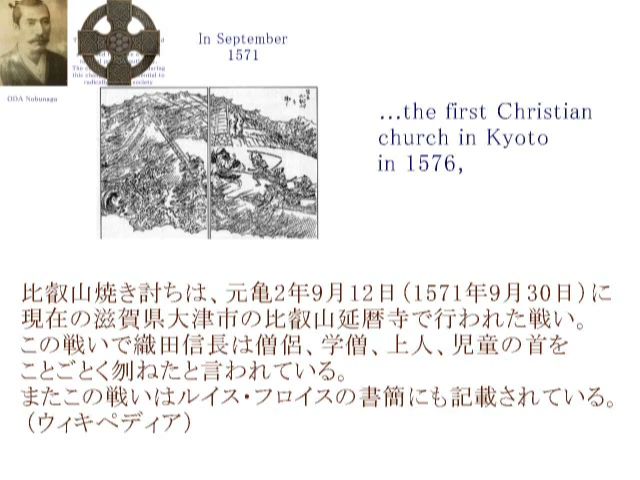 ODA Nobunaga
In September
1571
...the first Christian
church in Kyoto
in 1576,
比叡山焼き討ちは、元亀2年9月12日（1571年9月30日）に
現在の滋賀県大津市の比叡山延暦寺で行われた戦い。
この戦いで織田信長は僧侶、学僧、上人、児童の首を
ことごとく刎ねたと言われている。
またこの戦いはルイス・フロイスの書簡にも記載されている。
（ウィキペディア）